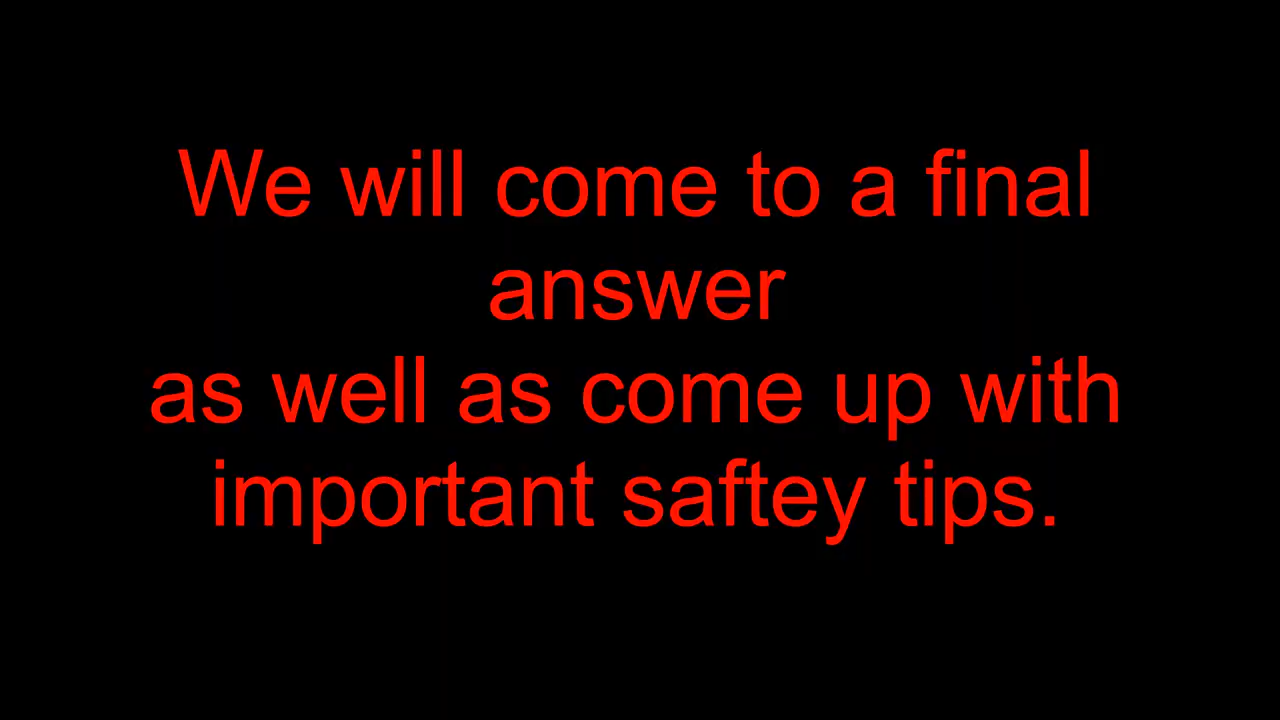 We will come to a final
answer
as well as come up with
important saftey tips.